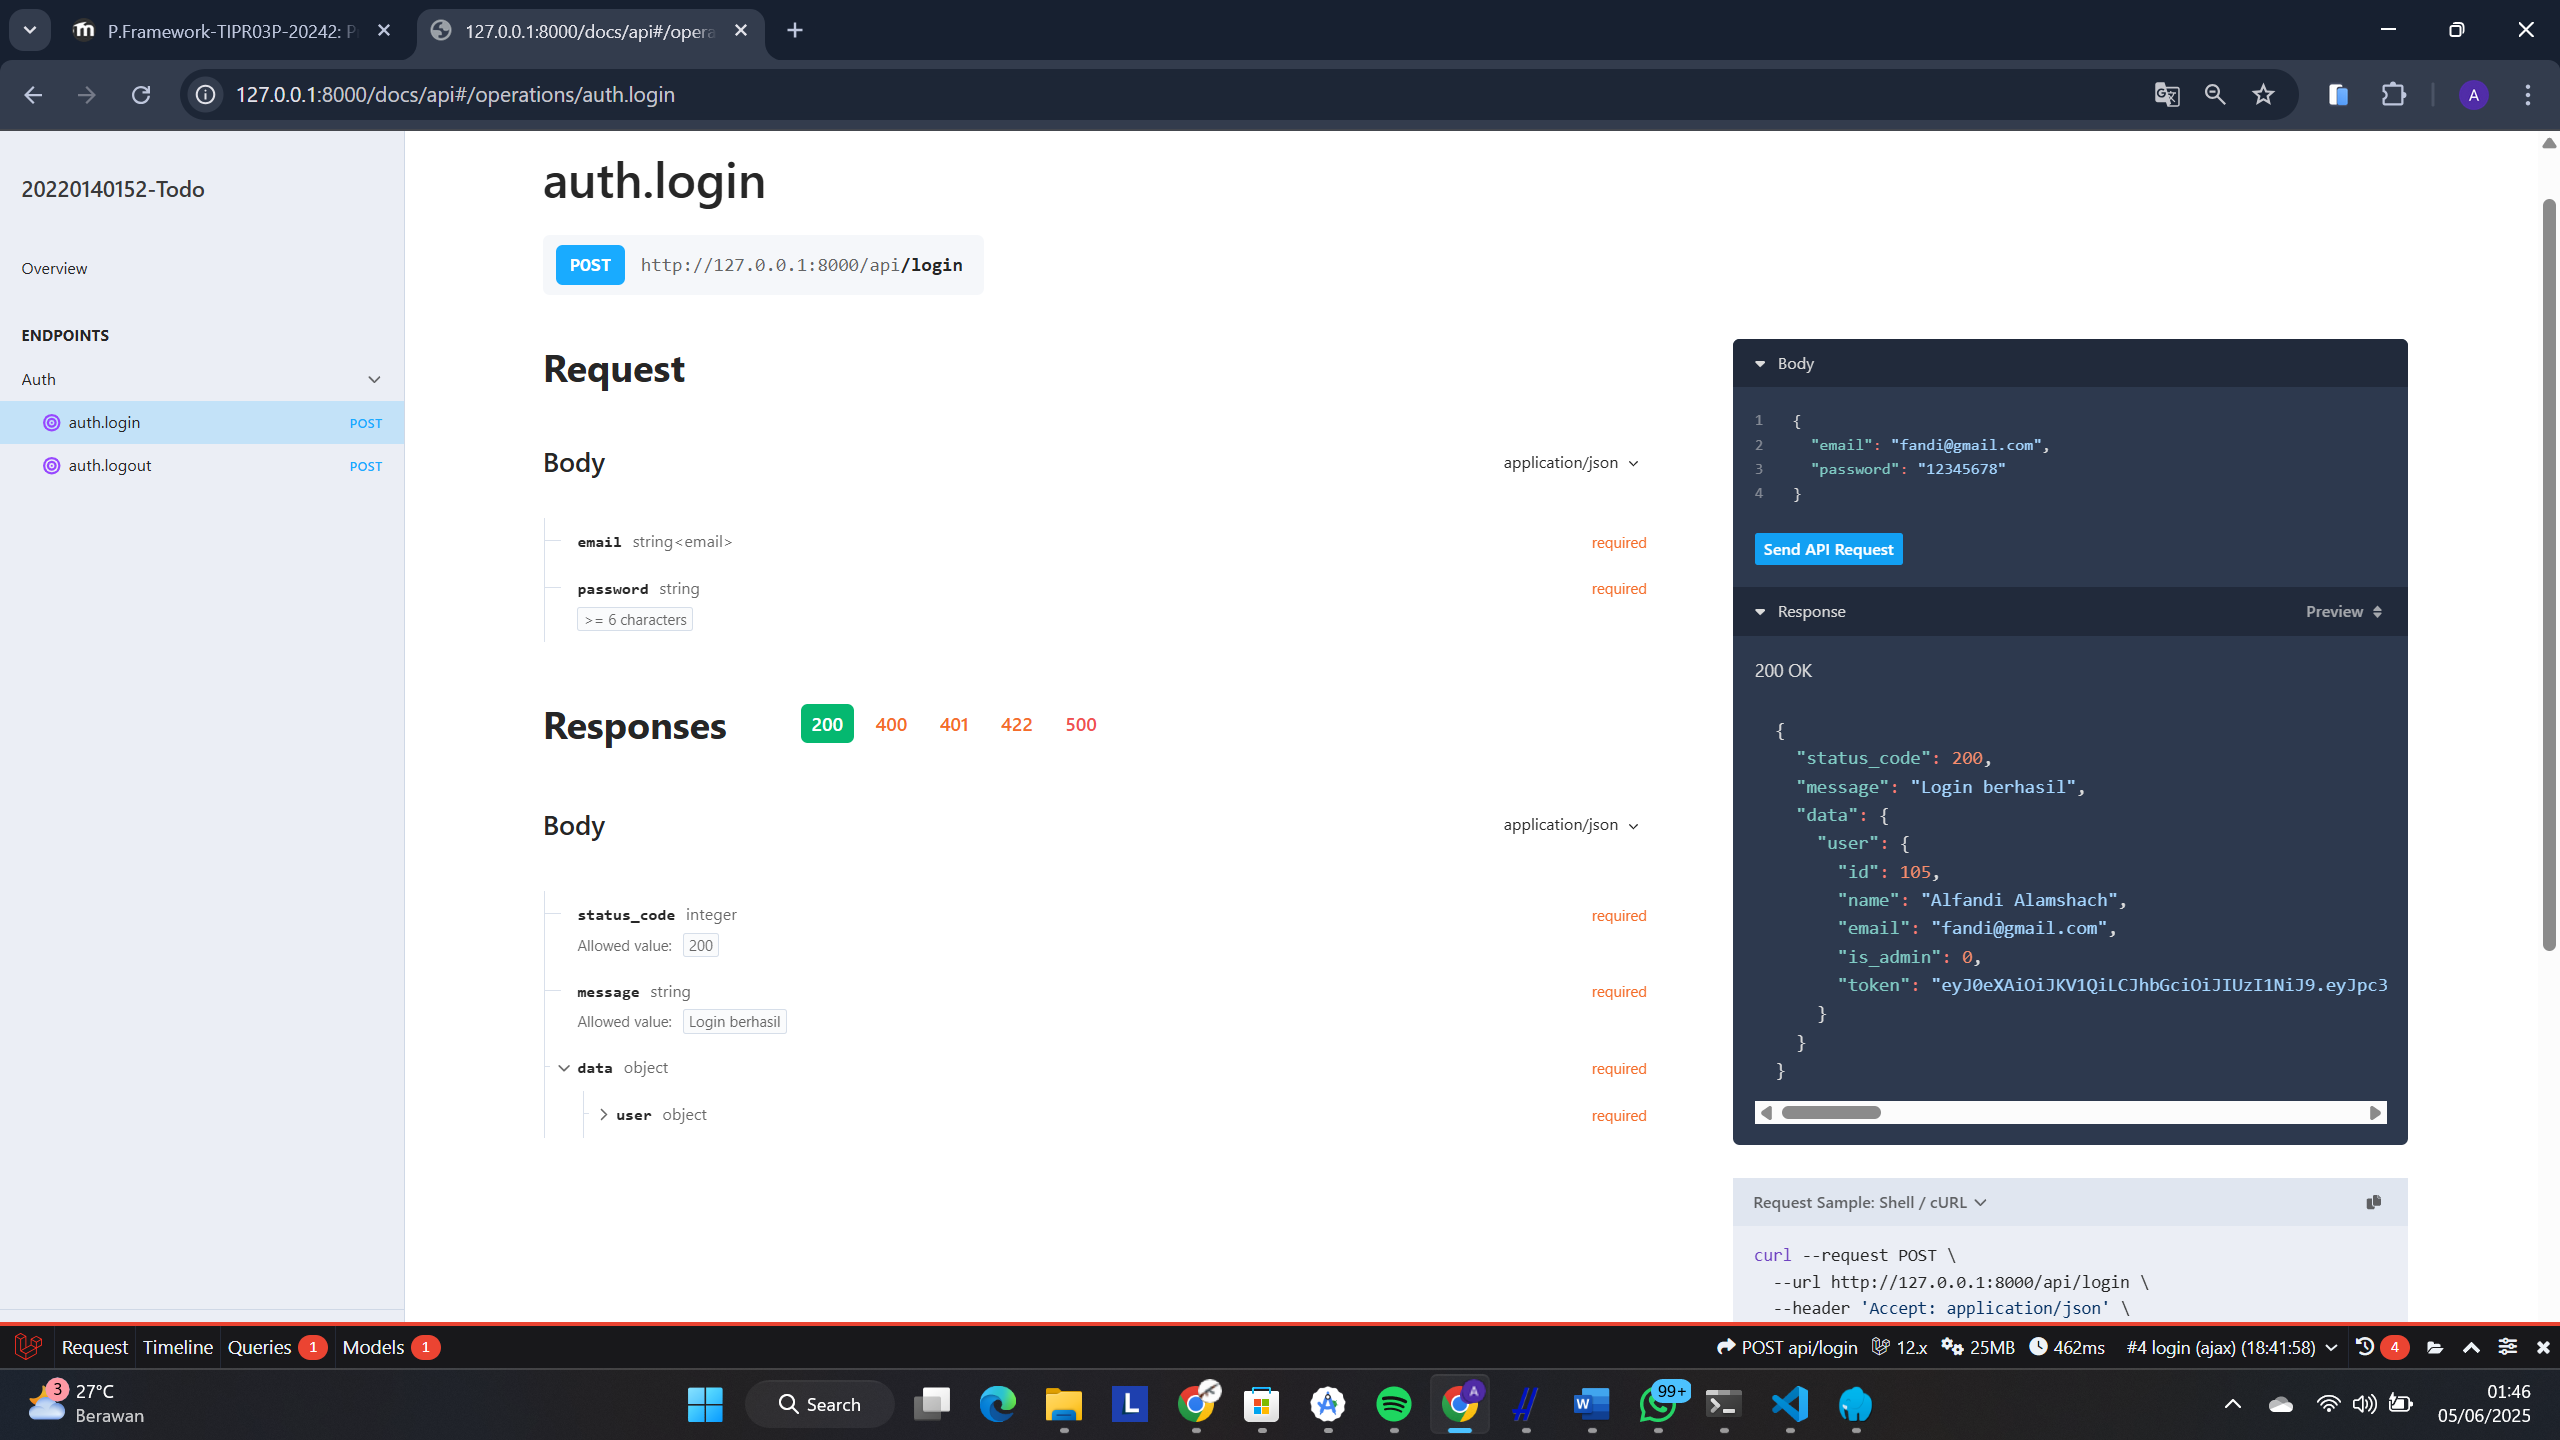 P.Framework-TIPR03P-20242: P
127.0.0.1:8000/docs/api#/opera
127.0.0.1:8000/docs/api#/operations/auth.login
A
20220140152-Todo
Overview
ENDPOINTS
Auth
auth.login POST
auth.logout POST
auth.login
POST http://127.0.0.1:8000/api/login
Request
Body application/json
email string<email> required
password string required
>= 6 characters
Responses 200 400 401 422 500
Body application/json
status_code integer required
Allowed value: 200
message string required
Allowed value: Login berhasil
data object required
user object required
Body
1 {
2 "email": "fandi@gmail.com",
3 "password": "12345678"
4 }
Send API Request
Response Preview
200 OK
{
"status_code": 200,
"message": "Login berhasil",
"data": {
"user": {
"id": 105,
"name": "Alfandi Alamshach",
"email": "fandi@gmail.com",
"is_admin": 0,
"token": "eyJ0eXAiOiJKV1QiLCJhbGciOiJIUzI1NiJ9.eyJpc3
}
}
}
Request Sample: Shell / cURL
curl --request POST \
--url http://127.0.0.1:8000/api/login \
--header 'Accept: application/json' \
Request Timeline Queries 1 Models 1 POST api/login 12.x 25MB 462ms #4 login (ajax) (18:41:58) 4
3 27°C
Berawan
Search
L
A
W
99+
01:46
05/06/2025